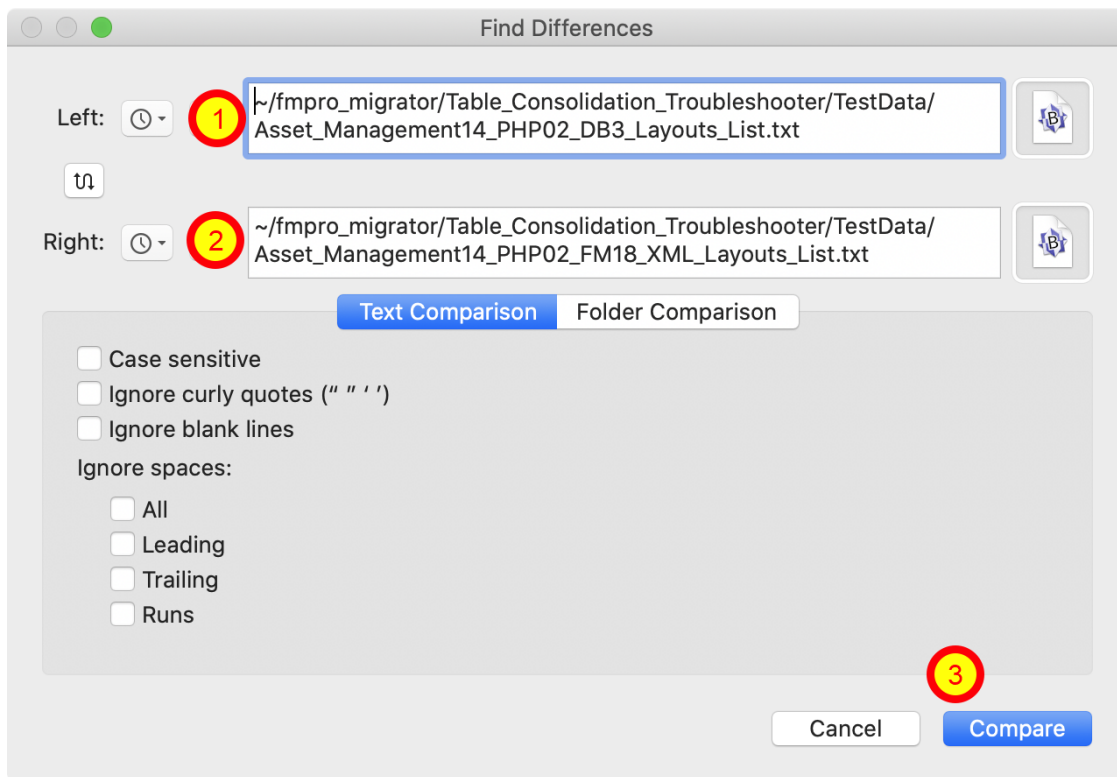 Find Differences
Left:
1
~/fmpro_migrator/Table_Consolidation_Troubleshooter/TestData/
Asset_Management14_PHP02_DB3_Layouts_List.txt
B
Right:
2
~/fmpro_migrator/Table_Consolidation_Troubleshooter/TestData/
Asset_Management14_PHP02_FM18_XML_Layouts_List.txt
B
Text Comparison
Folder Comparison
Case sensitive
Ignore curly quotes (“ ” ‘ ’)
Ignore blank lines
Ignore spaces:
All
Leading
Trailing
Runs
3
Cancel
Compare